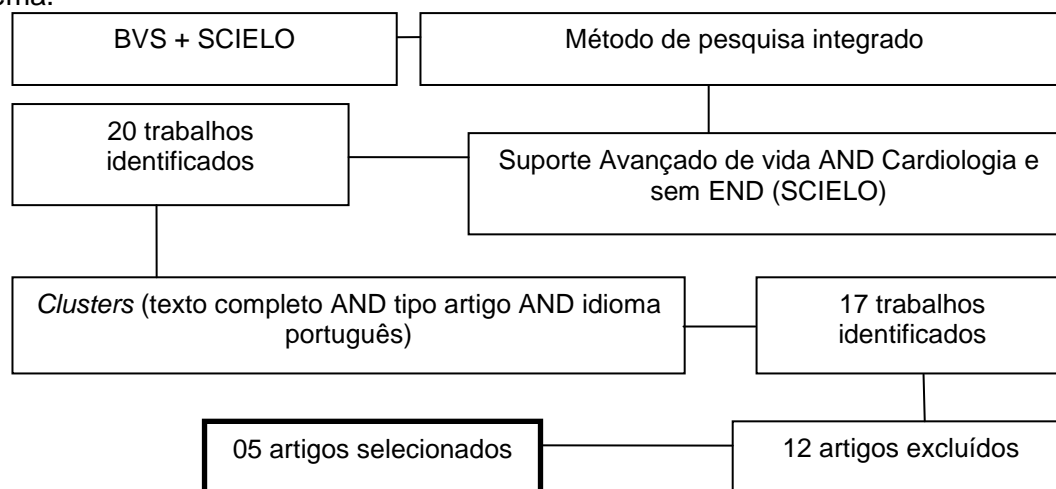 BVS + SCIELO
Método de pesquisa integrado
20 trabalhos
identificados
Suporte Avançado de vida AND Cardiologia e
sem END (SCIELO)
Clusters (texto completo AND tipo artigo AND idioma
português)
17 trabalhos
identificados
05 artigos selecionados
12 artigos excluídos